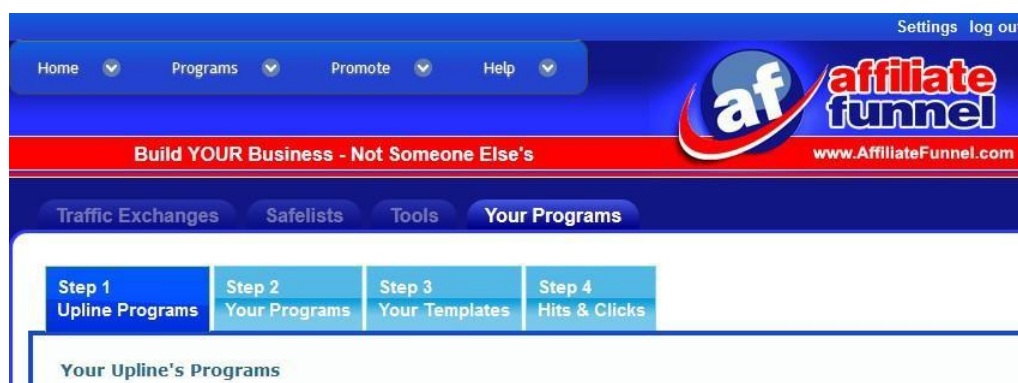 Settings log out
Home Programs Promote Help
af
affiliate
funnel
Build YOUR Business - Not Someone Else's
www.AffiliateFunnel.com
Traffic Exchanges Safelists Tools Your Programs
Step 1 Step 2 Step 3 Step 4
Upline Programs Your Programs Your Templates Hits & Clicks
Your Upline's Programs